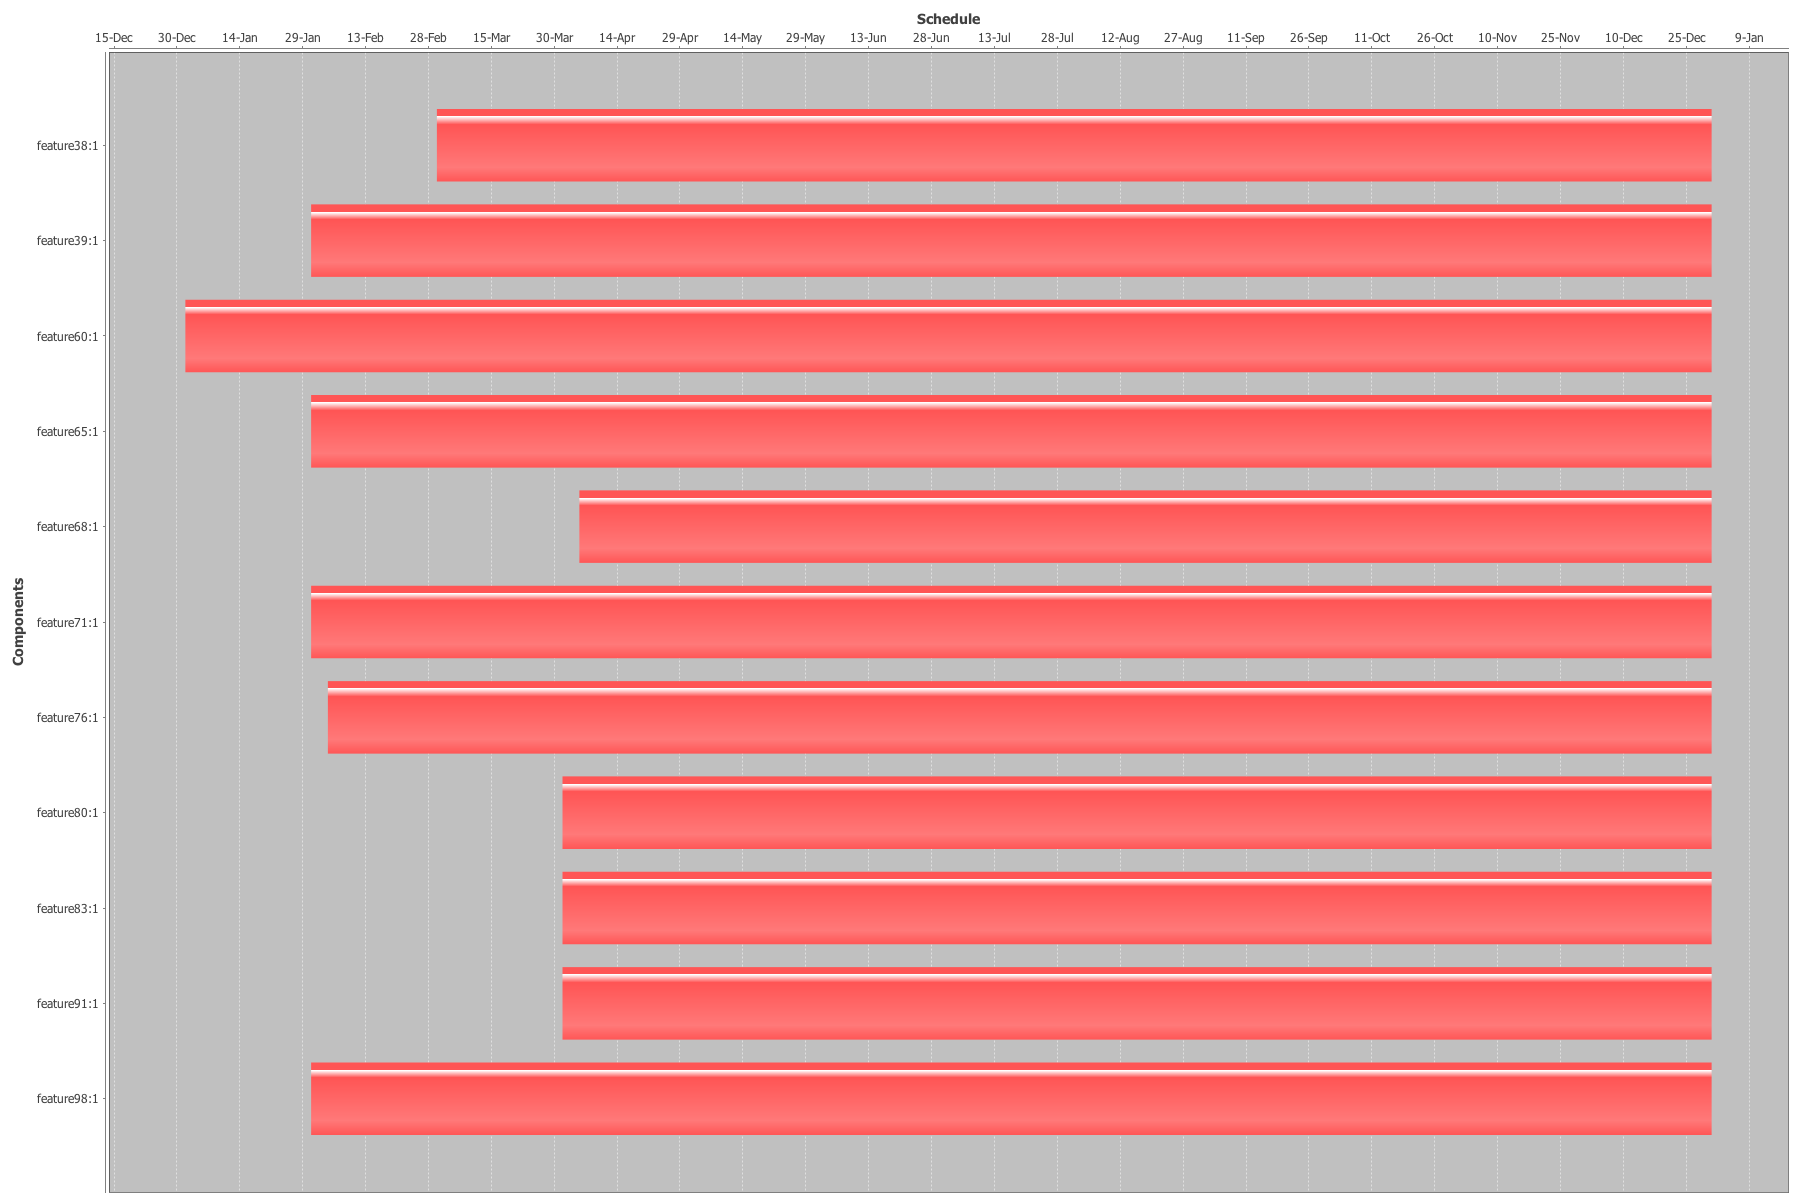 Schedule
15-Dec 30-Dec 14-Jan 29-Jan 13-Feb 28-Feb 15-Mar 30-Mar 14-Apr 29-Apr 14-May 29-May 13-Jun 28-Jun 13-Jul 28-Jul 12-Aug 27-Aug 11-Sep 26-Sep 11-Oct 26-Oct 10-Nov 25-Nov 10-Dec 25-Dec 9-Jan
Components
feature38:1
feature39:1
feature60:1
feature65:1
feature68:1
feature71:1
feature76:1
feature80:1
feature83:1
feature91:1
feature98:1